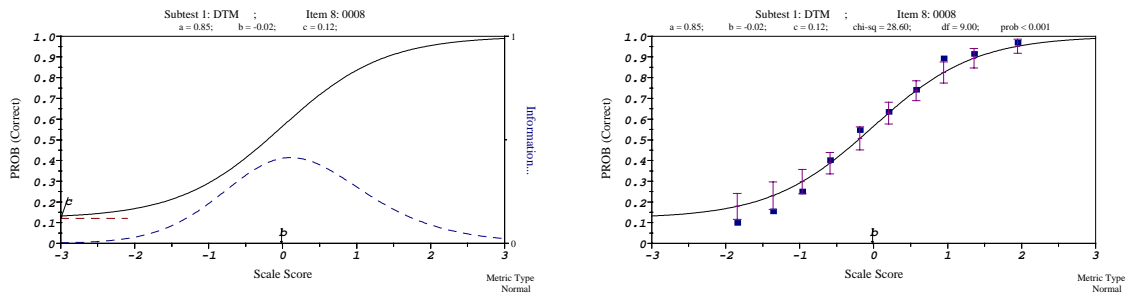 Subtest 1: DTM ; Item 8: 0008
a = 0.85; b = -0.02; c = 0.12;
1.0
0.9
0.8
0.7
0.6
0.5
0.4
0.3
0.2
0.1
0
PROB (Correct)
c
b
-3 -2 -1 0 1 2 3
Scale Score
1
0
Information...
Metric Type
Normal
Subtest 1: DTM ; Item 8: 0008
a = 0.85; b = -0.02; c = 0.12; chi-sq = 28.60; df = 9.00; prob < 0.001
1.0
0.9
0.8
0.7
0.6
0.5
0.4
0.3
0.2
0.1
0
PROB (Correct)
b
-3 -2 -1 0 1 2 3
Scale Score
Metric Type
Normal